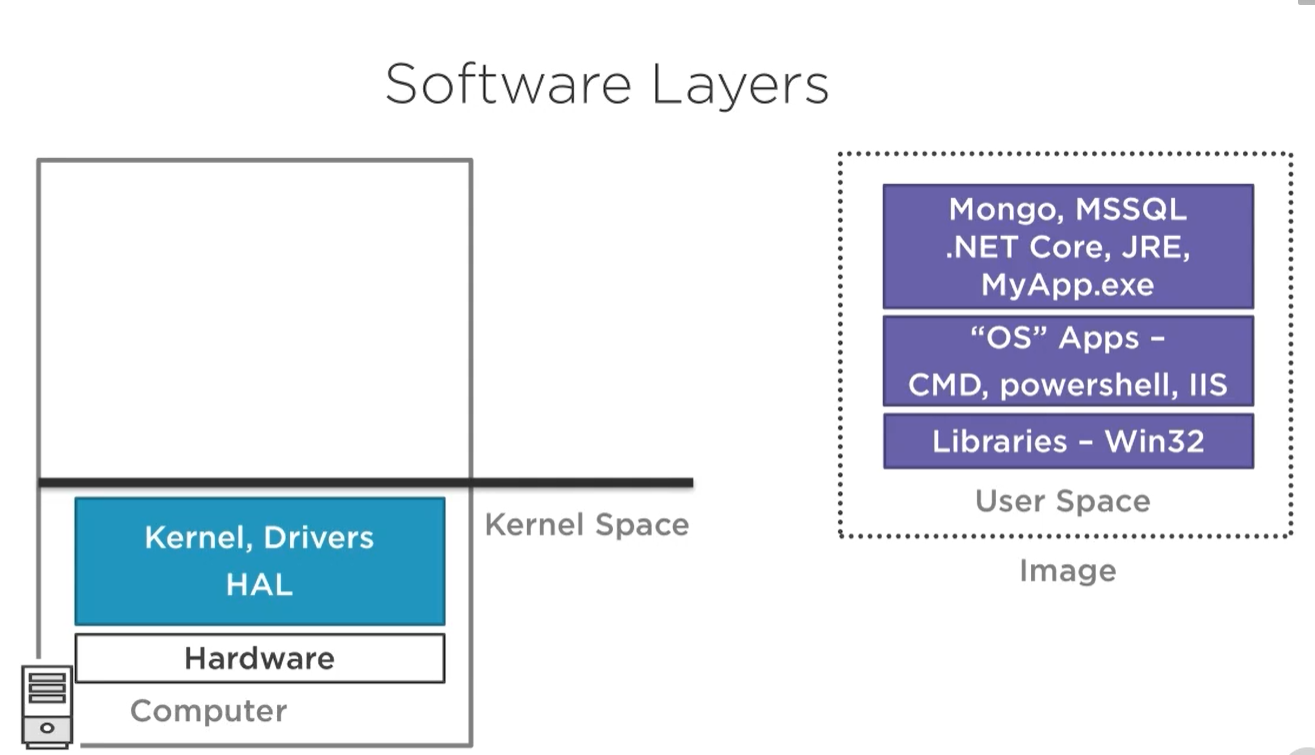 Software Layers
Kernel, Drivers
HAL
Kernel Space
Hardware
Computer
Mongo, MSSQL
.NET Core, JRE,
MyApp.exe
“OS” Apps –
CMD, powershell, IIS
Libraries – Win32
User Space
Image